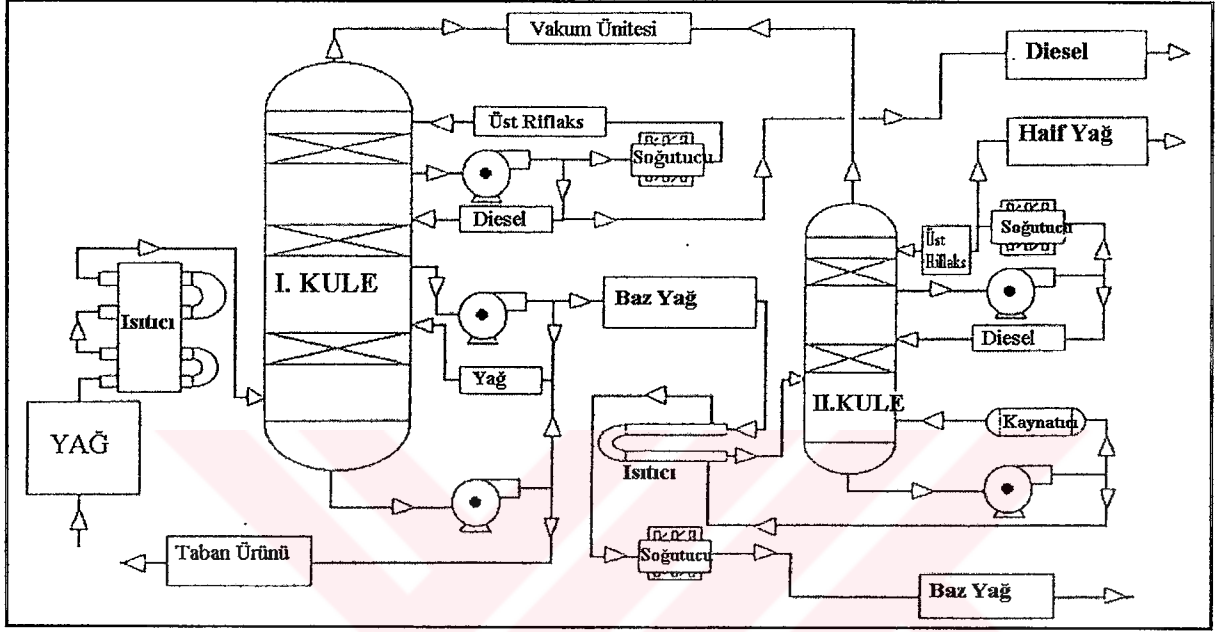 Vakum Ünitesi
Diesel
Üst Riflaks
Haif Yağ
Soğutucu
Diesel
Soğutucu
Üst
Riflaks
I. KULE
Baz Yağ
Isıtıcı
Diesel
Yağ
II.KULE
Kaynatıcı
YAĞ
Isıtıcı
Taban Ürünü
Soğutucu
Baz Yağ